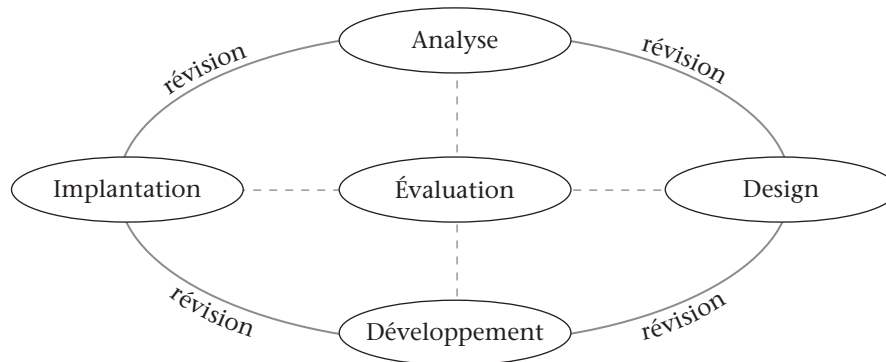 Analyse
révision
révision
Implantation
Évaluation
Design
révision
révision
Développement